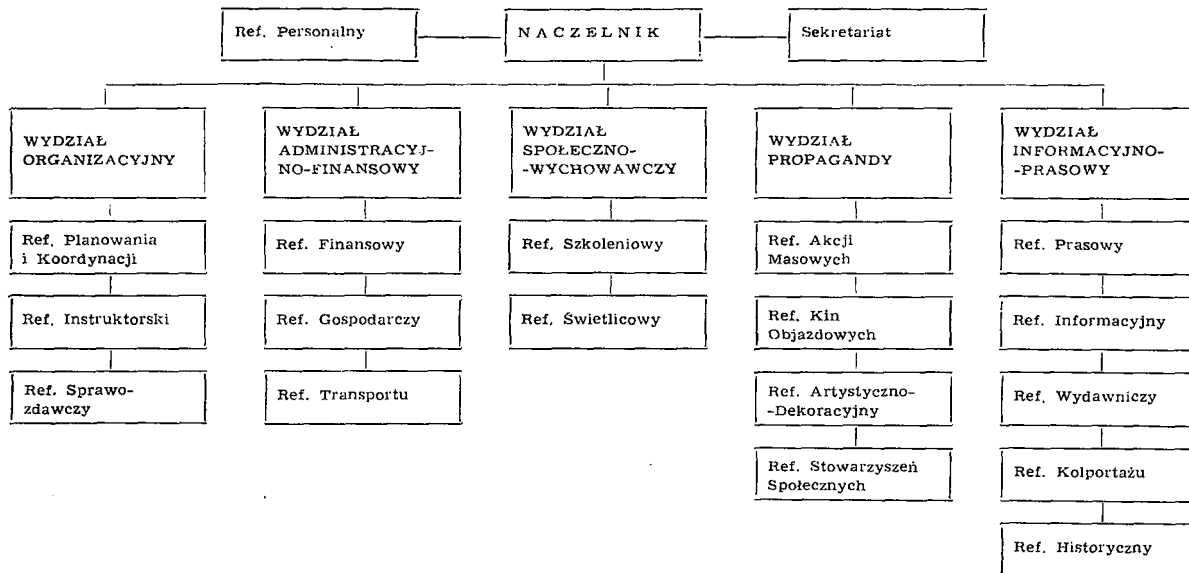 Ref. Personalny
NACZELNIK
Sekretariat
WYDZIAŁ
ORGANIZACYJNY
Ref. Planowania
i Koordynacji
Ref. Instruktorski
Ref. Sprawo-
zdawczy
WYDZIAŁ
ADMINISTRACYJ-
NO-FINANSOWY
Ref. Finansowy
Ref. Gospodarczy
Ref. Transportu
WYDZIAŁ
SPOŁECZNO-
-WYCHOWAWCZY
Ref. Szkoleniowy
Ref. Świetlicowy
WYDZIAŁ
PROPAGANDY
Ref. Akcji
Masowych
Ref. Kin
Objazdowych
Ref. Artystyczno-
-Dekoracyjny
Ref. Stowarzyszeń
Społecznych
WYDZIAŁ
INFORMACYJNO-
-PRASOWY
Ref. Prasowy
Ref. Informacyjny
Ref. Wydawniczy
Ref. Kolportażu
Ref. Historyczny